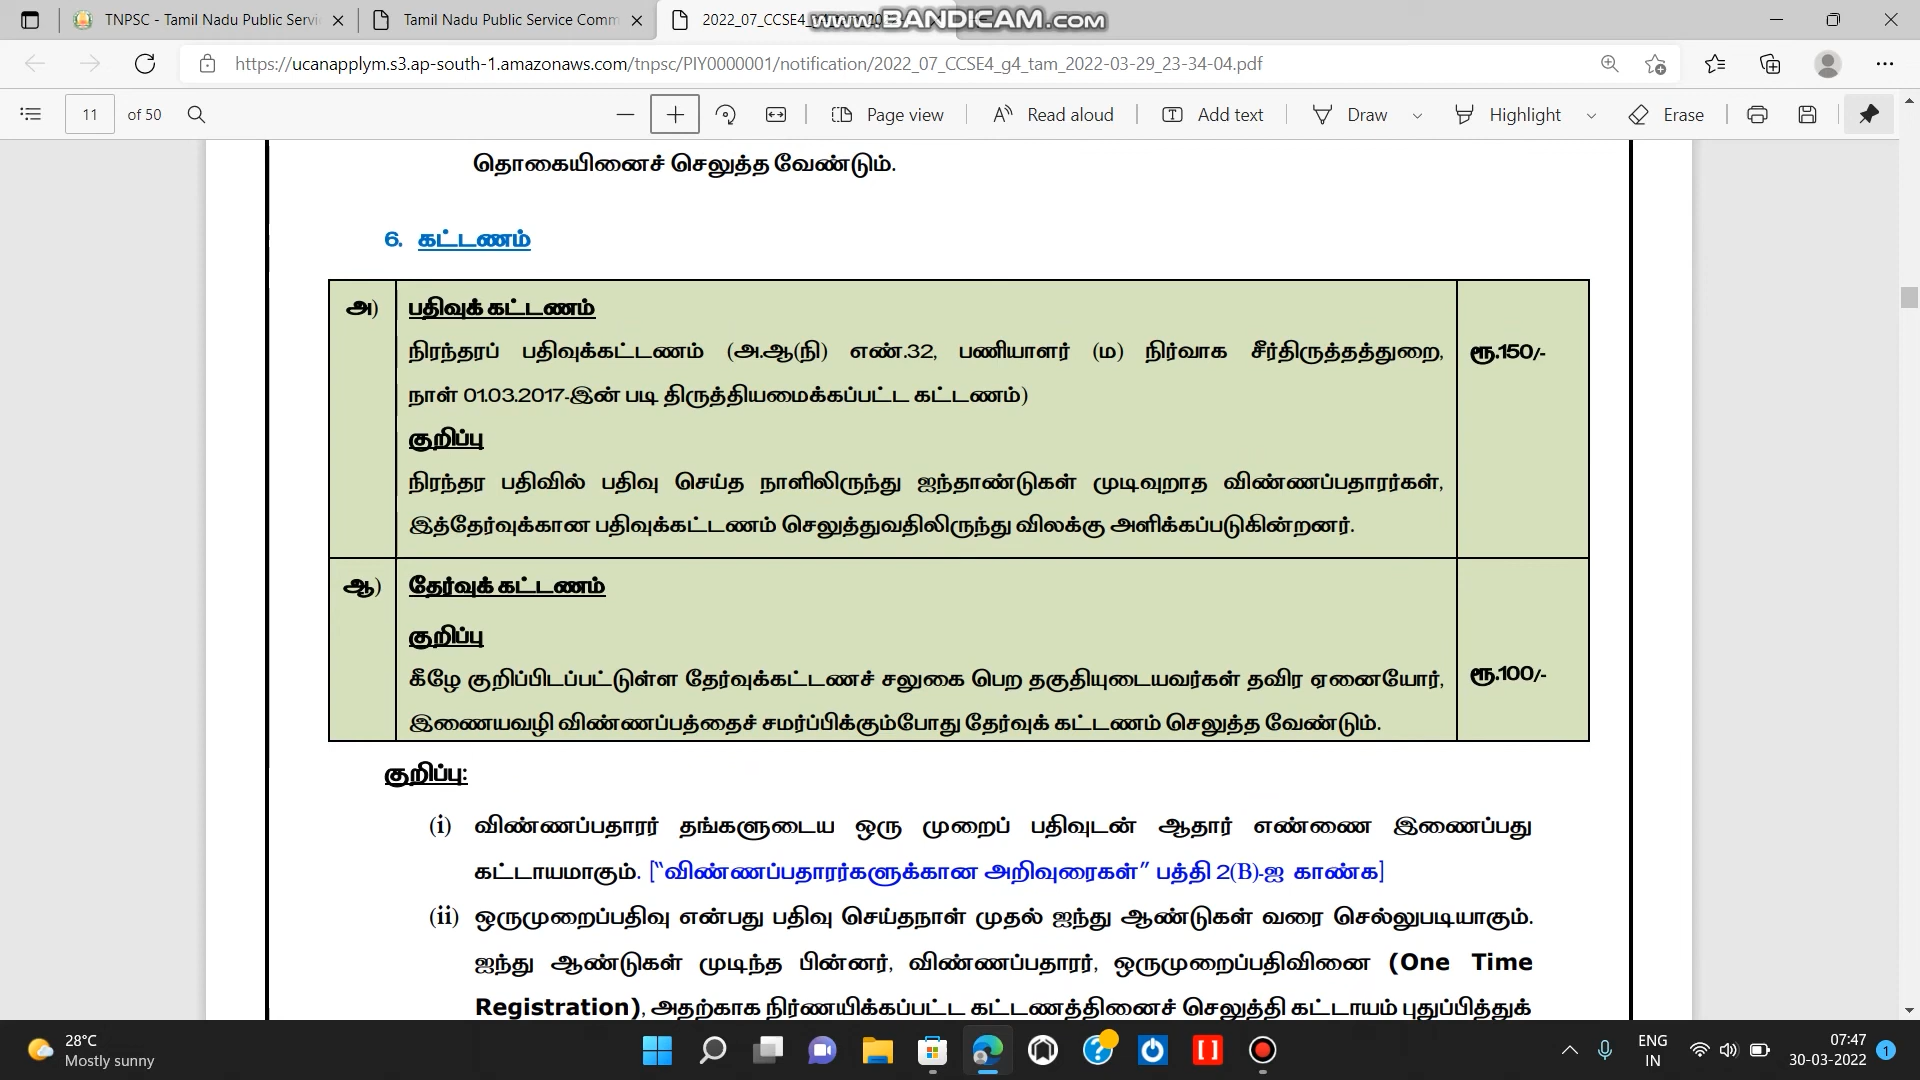 TNPSC - Tamil Nadu Public Servi
Tamil Nadu Public Service Comm
2022_07_CCSE4
www.BANDICAM.com
https://ucanapplym.s3.ap-south-1.amazonaws.com/tnpsc/PIY0000001/notification/2022_07_CCSE4_g4_tam_2022-03-29_23-34-04.pdf
11 of 50
Page view
Read aloud
Add text
Draw
Highlight
Erase
தொகையினைச் செலுத்த வேண்டும்.
6. கட்டணம்
அ) பதிவுக் கட்டணம்
நிரந்தரப் பதிவுக்கட்டணம் (அ.ஆ(நி) எண்.32, பணியாளர் (ம) நிர்வாக சீர்திருத்தத்துறை, ரூ.150/-
நாள் 01.03.2017-இன் படி திருத்தியமைக்கப்பட்ட கட்டணம்)
குறிப்பு
நிரந்தர பதிவில் பதிவு செய்த நாளிலிருந்து ஐந்தாண்டுகள் முடிவுறாத விண்ணப்பதாரர்கள்,
இத்தேர்வுக்கான பதிவுக்கட்டணம் செலுத்துவதிலிருந்து விலக்கு அளிக்கப்படுகின்றனர்.
ஆ) தேர்வுக் கட்டணம்
குறிப்பு
கீழே குறிப்பிடப்பட்டுள்ள தேர்வுக்கட்டணச் சலுகை பெற தகுதியுடையவர்கள் தவிர ஏனையோர், ரூ.100/-
இணையவழி விண்ணப்பத்தைச் சமர்ப்பிக்கும்போது தேர்வுக் கட்டணம் செலுத்த வேண்டும்.
குறிப்பு:
(i) விண்ணப்பதாரர் தங்களுடைய ஒரு முறைப் பதிவுடன் ஆதார் எண்ணை இணைப்பது
கட்டாயமாகும். ["விண்ணப்பதாரர்களுக்கான அறிவுரைகள்" பத்தி 2(B)-ஐ காண்க]
(ii) ஒருமுறைப்பதிவு என்பது பதிவு செய்தநாள் முதல் ஐந்து ஆண்டுகள் வரை செல்லுபடியாகும்.
ஐந்து ஆண்டுகள் முடிந்த பின்னர், விண்ணப்பதாரர், ஒருமுறைப்பதிவினை (One Time
Registration), அதற்காக நிர்ணயிக்கப்பட்ட கட்டணத்தினைச் செலுத்தி கட்டாயம் புதுப்பித்துக்
28°C
Mostly sunny
ENG
IN
07:47
30-03-2022
1